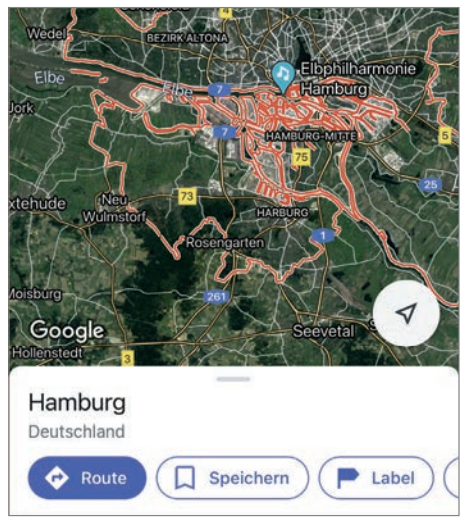 4
Wedel
BEZIRK ALTONA
Elbphilharmonie
Hamburg
Elbe
Elbe
7
Jork
7
HAMBURG-MITTE
5
75
25
73
xtehude
Neu
Wulmstorf
HARBURG
1
Rosengarten
Moisburg
261
Google
Seevetal
S
Hollenstedt
3
Hamburg
Deutschland
Route
Speichern
Label